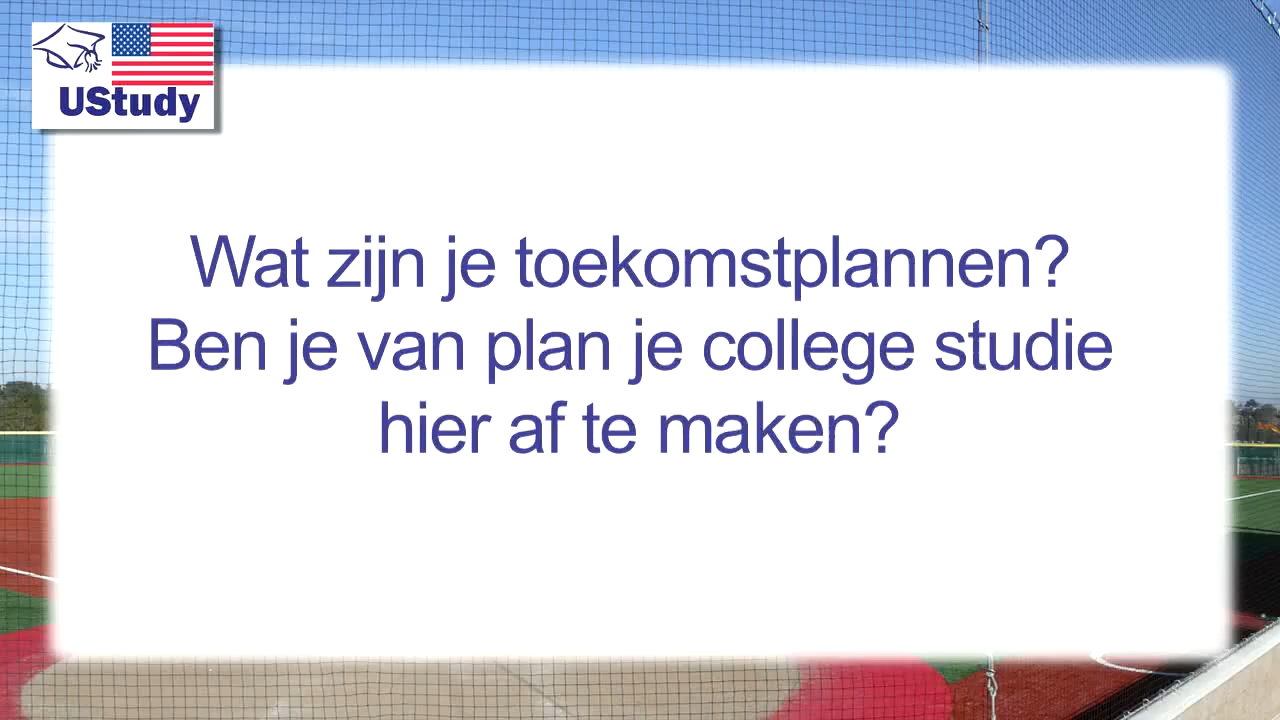 UStudy
Wat zijn je toekomstplannen?
Ben je van plan je college studie
hier af te maken?